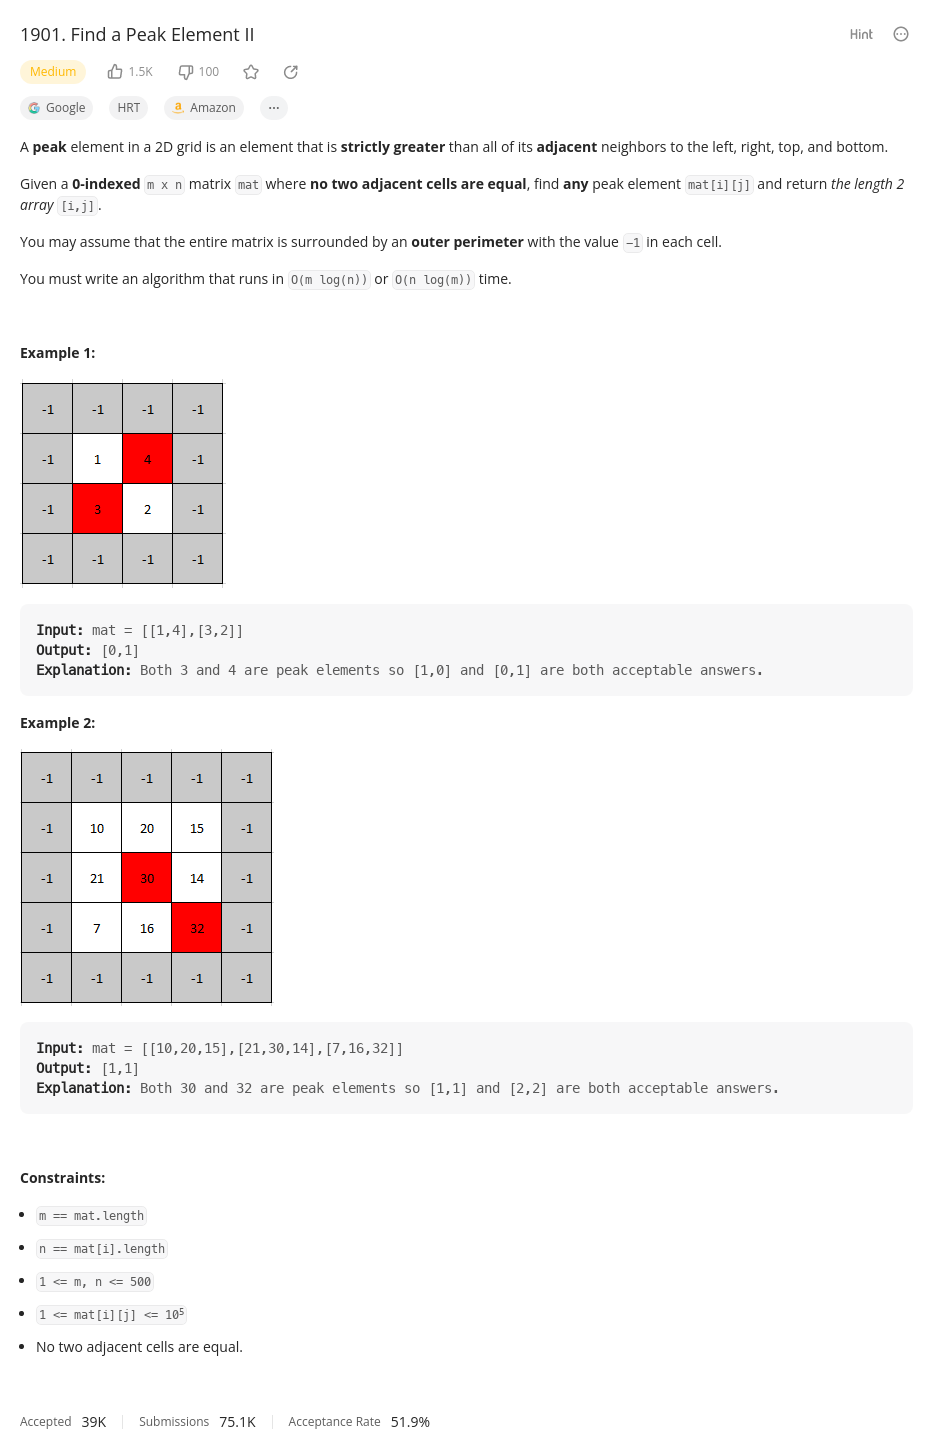 1901. Find a Peak Element II
Hint
Medium 1.5K 100
Google HRT Amazon ...
A peak element in a 2D grid is an element that is strictly greater than all of its adjacent neighbors to the left, right, top, and bottom.
Given a 0-indexed m x n matrix mat where no two adjacent cells are equal, find any peak element mat[i][j] and return the length 2
array [i,j].
You may assume that the entire matrix is surrounded by an outer perimeter with the value -1 in each cell.
You must write an algorithm that runs in O(m log(n)) or O(n log(m)) time.
Example 1:
-1 -1 -1 -1
-1 1 4 -1
-1 3 2 -1
-1 -1 -1 -1
Input: mat = [[1,4],[3,2]]
Output: [0,1]
Explanation: Both 3 and 4 are peak elements so [1,0] and [0,1] are both acceptable answers.
Example 2:
-1 -1 -1 -1 -1
-1 10 20 15 -1
-1 21 30 14 -1
-1 7 16 32 -1
-1 -1 -1 -1 -1
Input: mat = [[10,20,15],[21,30,14],[7,16,32]]
Output: [1,1]
Explanation: Both 30 and 32 are peak elements so [1,1] and [2,2] are both acceptable answers.
Constraints:
• m == mat.length
• n == mat[i].length
• 1 <= m, n <= 500
• 1 <= mat[i][j] <= 10⁵
• No two adjacent cells are equal.
Accepted 39K Submissions 75.1K Acceptance Rate 51.9%